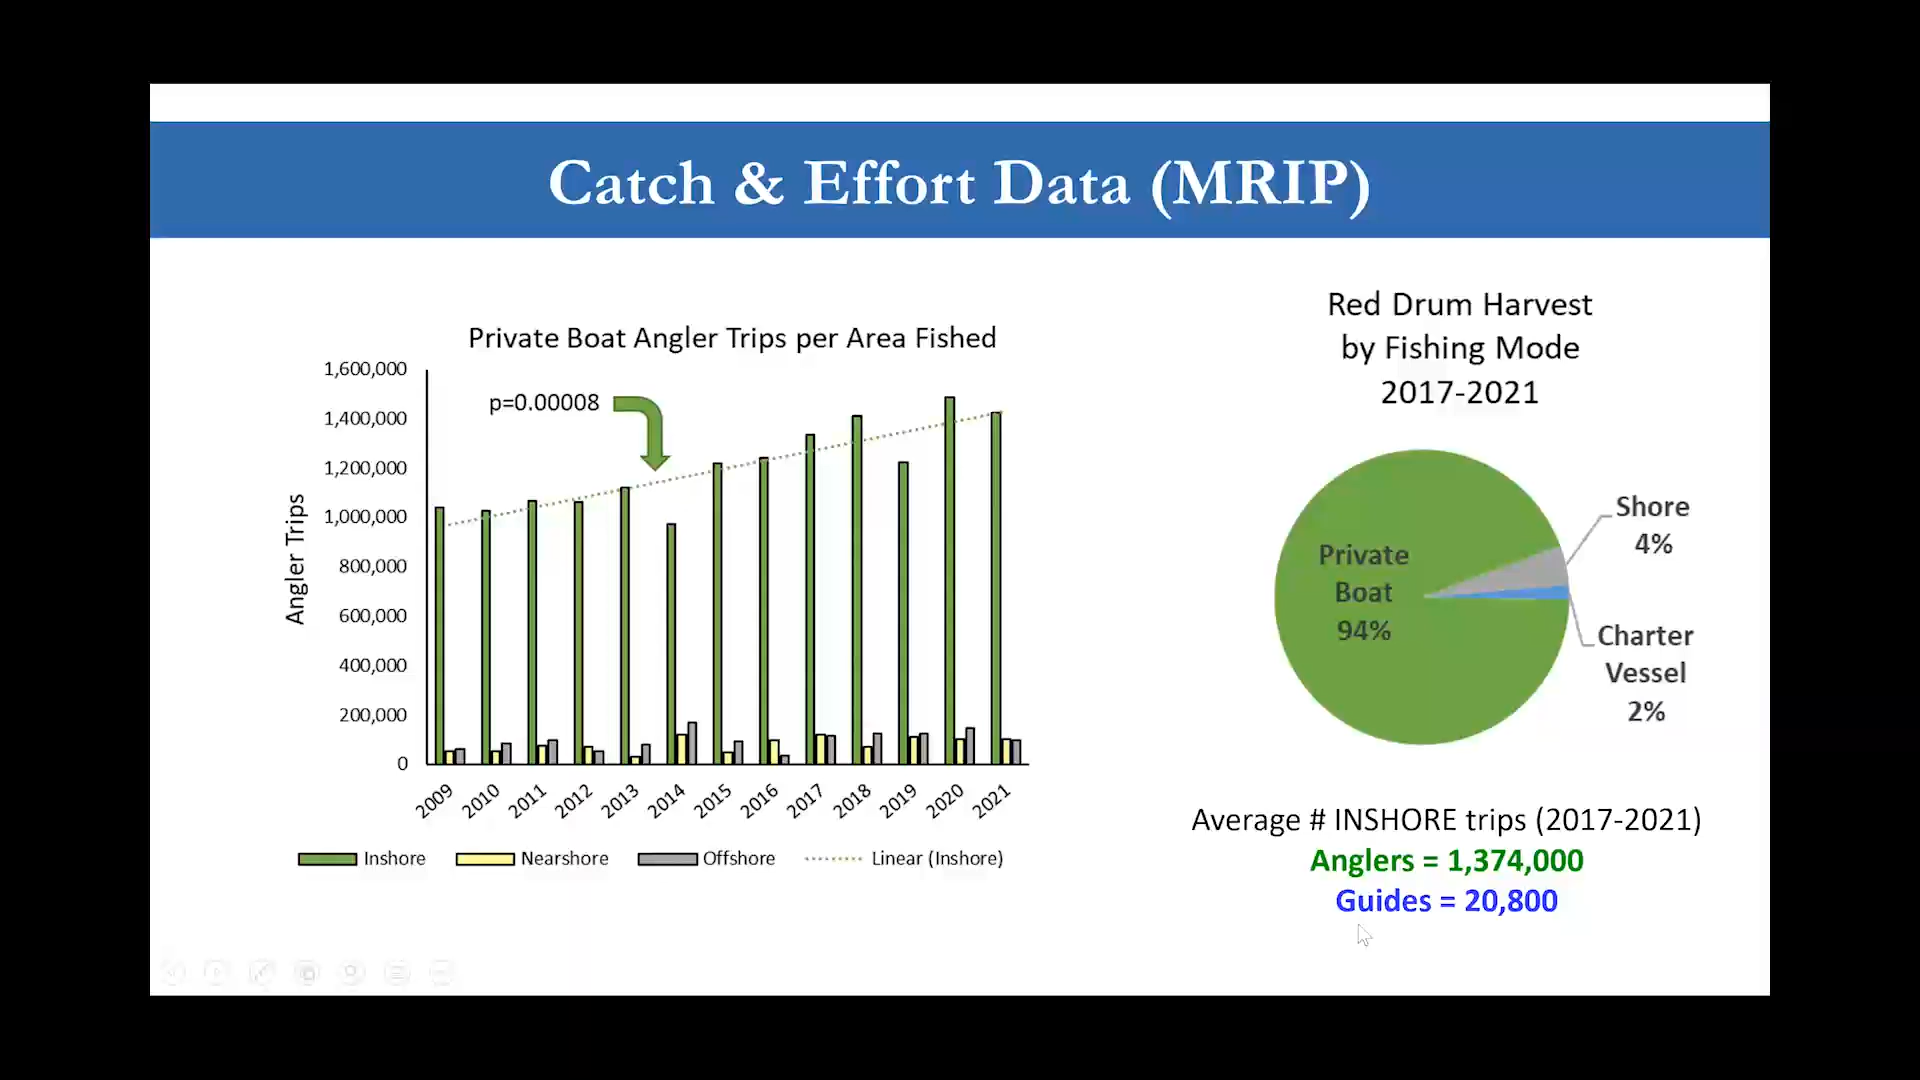 Catch & Effort Data (MRIP)
Private Boat Angler Trips per Area Fished
1,600,000
1,400,000
1,200,000
1,000,000
800,000
600,000
400,000
200,000
0
Angler Trips
p=0.00008
2009 2010 2011 2012 2013 2014 2015 2016 2017 2018 2019 2020 2021
Inshore Nearshore Offshore Linear (Inshore)
Red Drum Harvest
by Fishing Mode
2017-2021
Private
Boat
94%
Shore
4%
Charter
Vessel
2%
Average # INSHORE trips (2017-2021)
Anglers = 1,374,000
Guides = 20,800